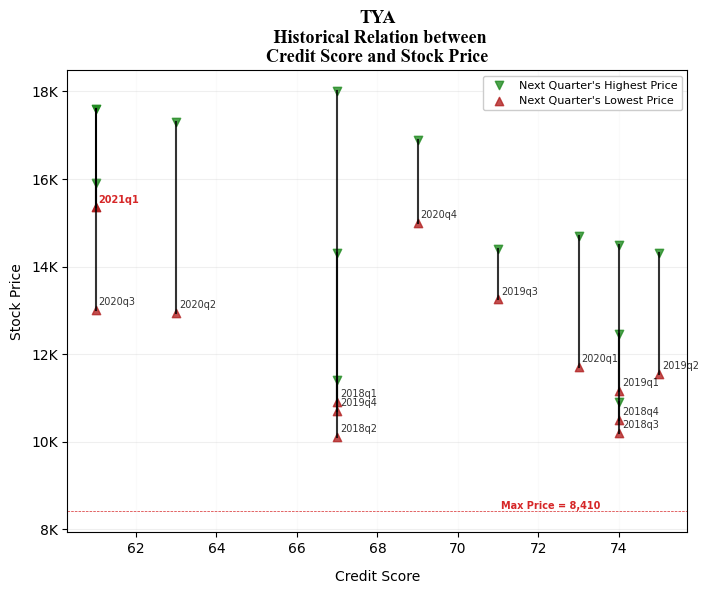 TYA
Historical Relation between
Credit Score and Stock Price
Next Quarter's Highest Price
Next Quarter's Lowest Price
18K
16K
14K
12K
10K
8K
Stock Price
2021q1
2020q3
2020q2
2020q4
2019q3
2018q1
2019q4
2018q2
2020q1
2019q2
2019q1
2018q4
2018q3
Max Price = 8,410
62
64
66
68
70
72
74
Credit Score